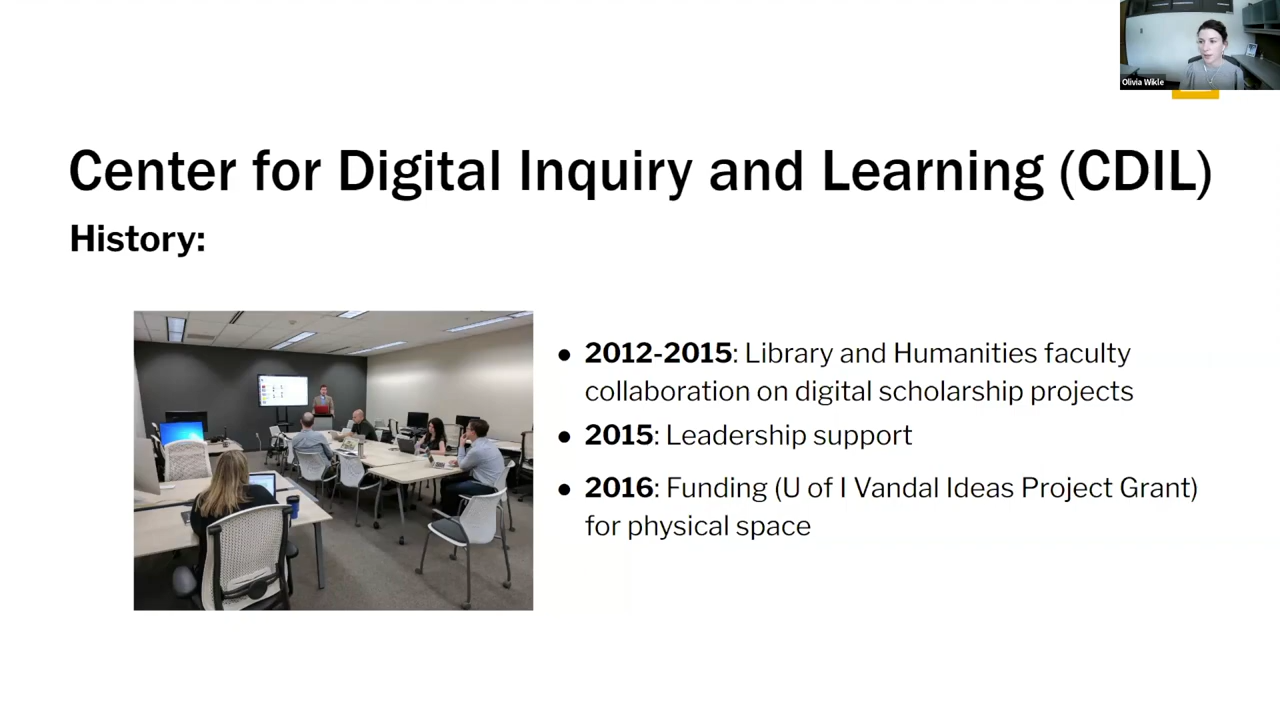 Olivia Wikle
Center for Digital Inquiry and Learning (CDIL)
History:
● 2012-2015: Library and Humanities faculty
collaboration on digital scholarship projects
● 2015: Leadership support
● 2016: Funding (U of I Vandal Ideas Project Grant)
for physical space